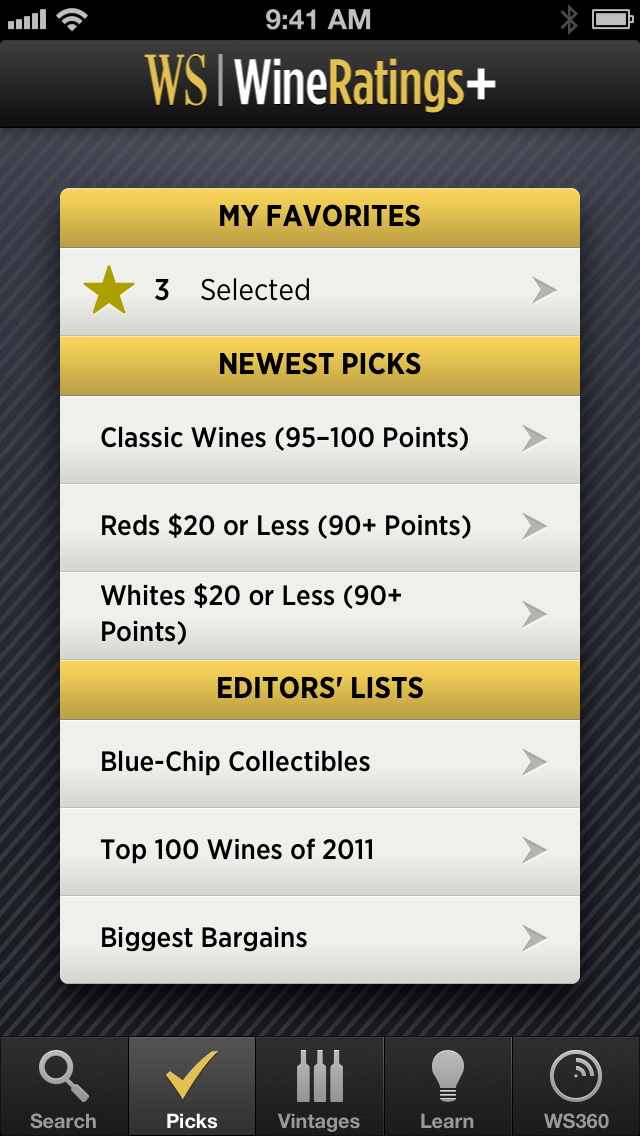 9:41 AM
WS | WineRatings+
MY FAVORITES
3 Selected
NEWEST PICKS
Classic Wines (95–100 Points)
Reds $20 or Less (90+ Points)
Whites $20 or Less (90+
Points)
EDITORS' LISTS
Blue-Chip Collectibles
Top 100 Wines of 2011
Biggest Bargains
Search Picks Vintages Learn WS360